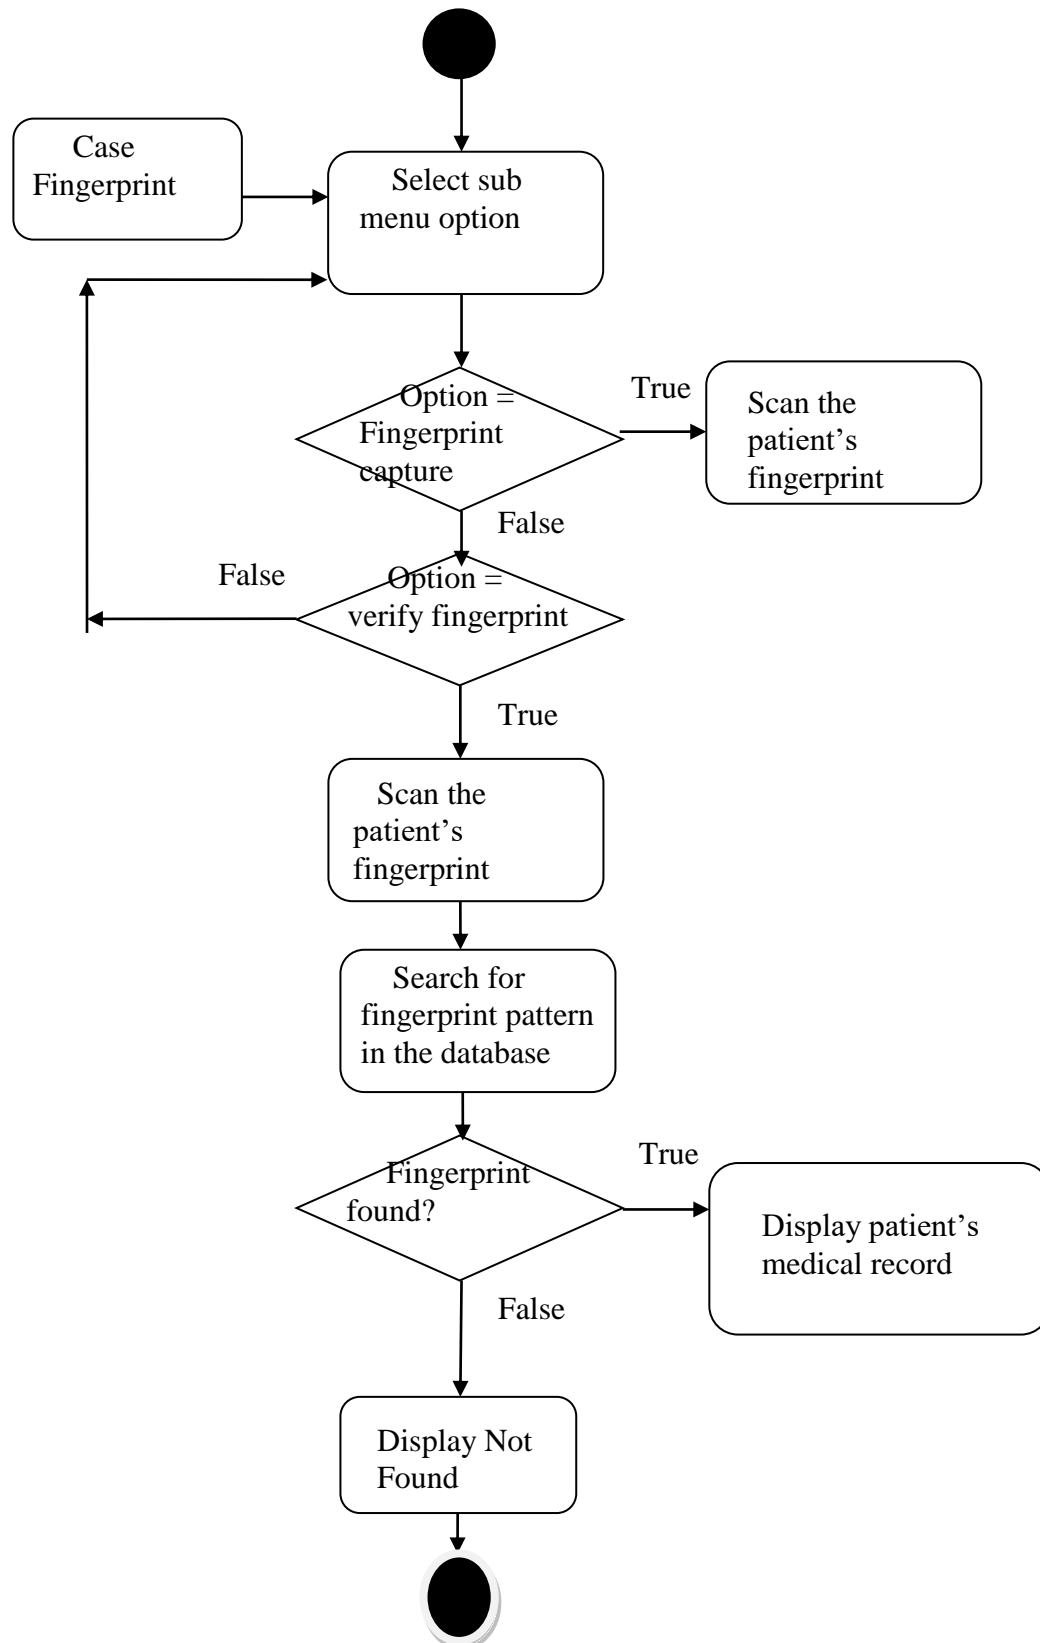 Case
Fingerprint
Select sub
menu option
Option =
Fingerprint
capture
True
Scan the
patient’s
fingerprint
False
False
Option =
verify fingerprint
True
Scan the
patient’s
fingerprint
Search for
fingerprint pattern
in the database
Fingerprint
found?
True
Display patient’s
medical record
False
Display Not
Found